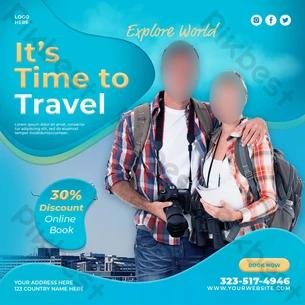 LOGO
HERE
Explore World
It's
Time to
Travel
30%
Discount
Online
Book
BOOK NOW
YOUR ADDRESS HERE
123 COUNTRY NAME HERE
323-517-4946
WWW.YOURWEBSITE.COM